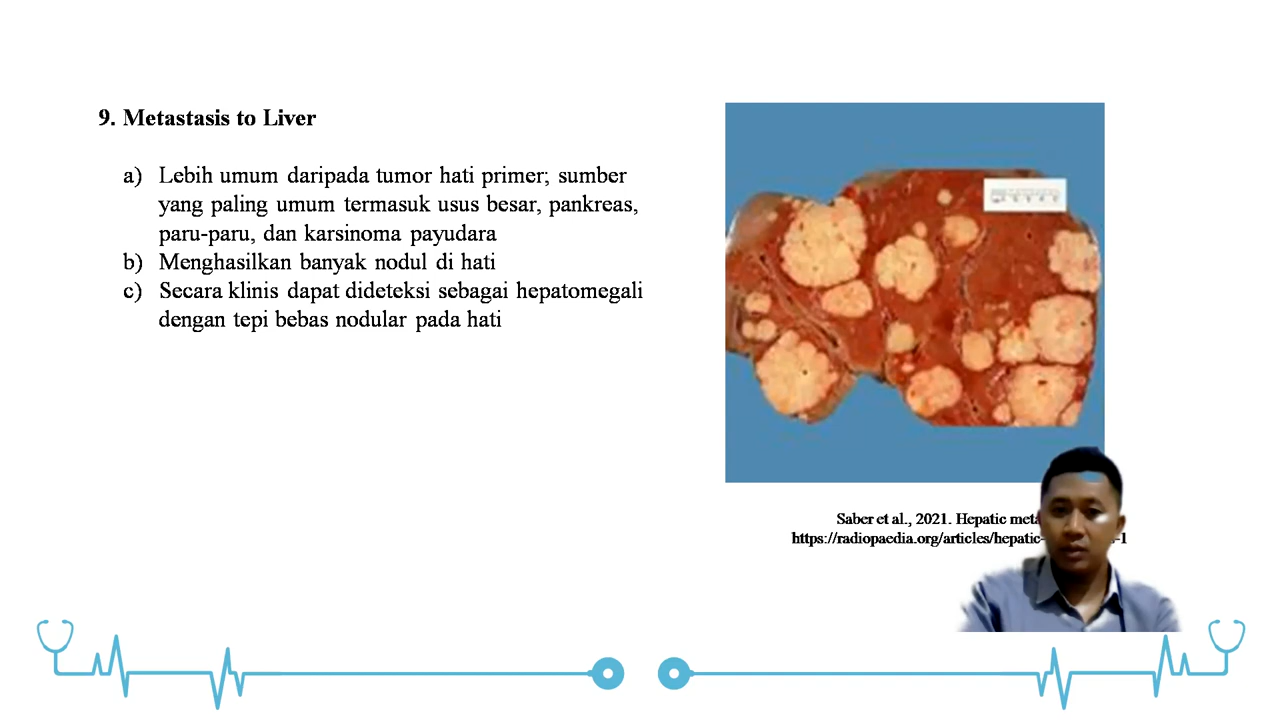 9. Metastasis to Liver
a) Lebih umum daripada tumor hati primer; sumber
yang paling umum termasuk usus besar, pankreas,
paru-paru, dan karsinoma payudara
b) Menghasilkan banyak nodul di hati
c) Secara klinis dapat dideteksi sebagai hepatomegali
dengan tepi bebas nodular pada hati
Saber et al., 2021. Hepatic
https://radiopaedia.org/articles/hepatic-